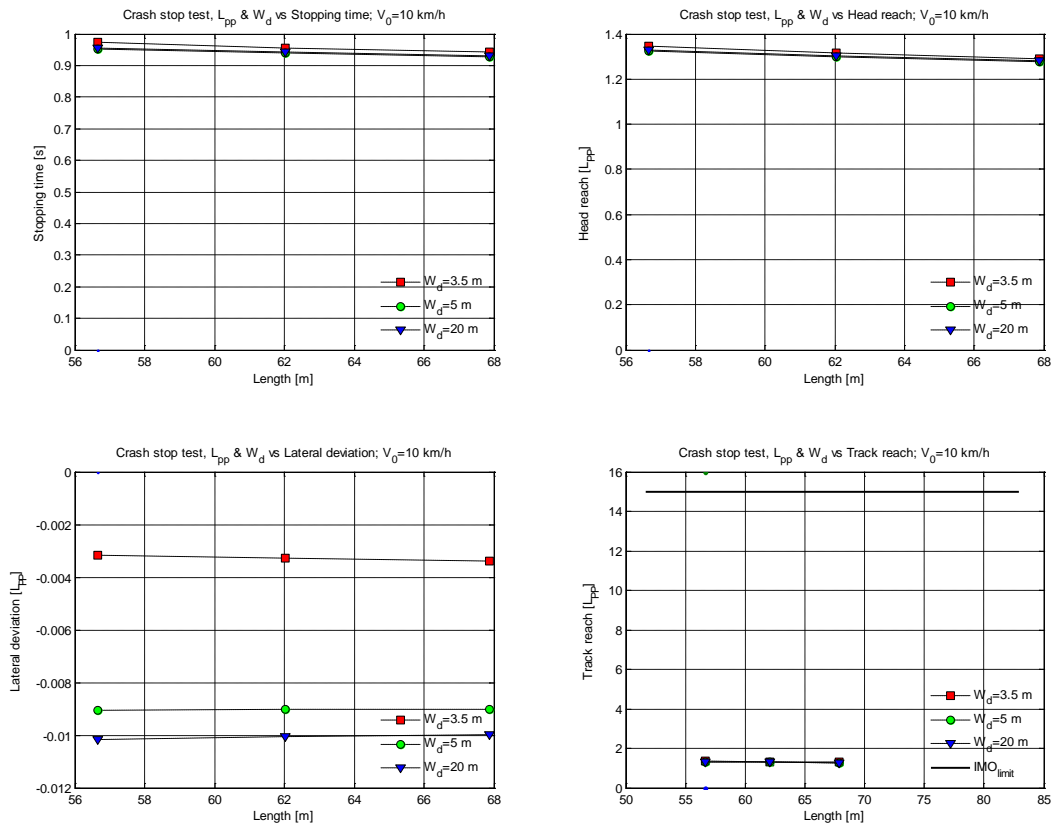 Crash stop test, Lpp & Wd vs Stopping time; V0=10 km/h
1
0.9
0.8
0.7
0.6
0.5
0.4
0.3
0.2
0.1
0
Stopping time [s]
Wd=3.5 m
Wd=5 m
Wd=20 m
56 58 60 62 64 66 68
Length [m]
Crash stop test, Lpp & Wd vs Head reach; V0=10 km/h
1.4
1.2
1
0.8
0.6
0.4
0.2
0
Head reach [Lpp]
Wd=3.5 m
Wd=5 m
Wd=20 m
56 58 60 62 64 66 68
Length [m]
Crash stop test, Lpp & Wd vs Lateral deviation; V0=10 km/h
0
-0.002
-0.004
-0.006
-0.008
-0.01
-0.012
Lateral deviation [Lpp]
Wd=3.5 m
Wd=5 m
Wd=20 m
56 58 60 62 64 66 68
Length [m]
Crash stop test, Lpp & Wd vs Track reach; V0=10 km/h
16
14
12
10
8
6
4
2
0
Track reach [Lpp]
Wd=3.5 m
Wd=5 m
Wd=20 m
IMOlimit
50 55 60 65 70 75 80 85
Length [m]